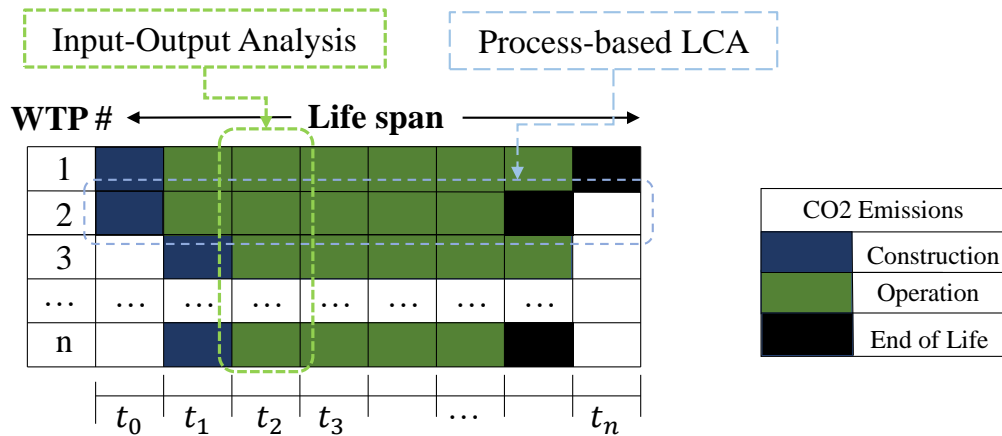 Input-Output Analysis
Process-based LCA
WTP # Life span
1
2
3
... ... ... ... ... ... ... ...
n
CO2 Emissions
Construction
Operation
End of Life
t0 t1 t2 t3 ... tn